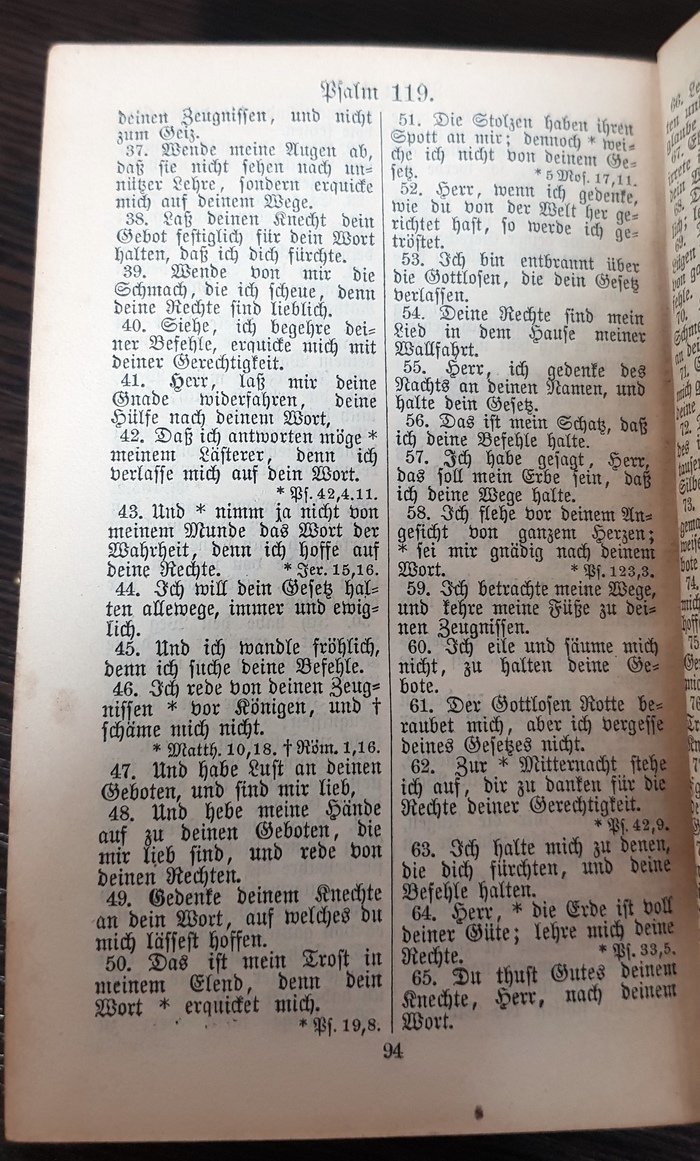 Psalm 119.
deinen Zeugnissen, und nicht
zum Geiz.
37. Wende meine Augen ab,
daß sie nicht sehen nach un=
nützer Lehre, sondern erquicke
mich auf deinem Wege.
38. Laß deinen Knecht dein
Gebot festiglich für dein Wort
halten, daß ich dich fürchte.
39. Wende von mir die
Schmach, die ich scheue, denn
deine Rechte sind lieblich.
40. Siehe, ich begehre dei=
ner Befehle, erquicke mich mit
deiner Gerechtigkeit.
41. Herr, laß mir deine
Gnade widerfahren, deine
Hülfe nach deinem Wort,
42. Daß ich antworten möge *
meinem Lästerer, denn ich
verlasse mich auf dein Wort.
* Ps. 42,4.11.
43. Und * nimm ja nicht von
meinem Munde das Wort der
Wahrheit, denn ich hoffe auf
deine Rechte. * Jer. 15,16.
44. Ich will dein Gesetz hal=
ten allewege, immer und ewig=
lich.
45. Und ich wandle fröhlich,
denn ich suche deine Befehle.
46. Ich rede von deinen Zeug=
nissen * vor Königen, und †
schäme mich nicht.
* Matth. 10,18. † Röm. 1,16.
47. Und habe Lust an deinen
Geboten, und sind mir lieb,
48. Und hebe meine Hände
auf zu deinen Geboten, die
mir lieb sind, und rede von
deinen Rechten.
49. Gedenke deinem Knechte
an dein Wort, auf welches du
mich lässest hoffen.
50. Das ist mein Trost in
meinem Elend, denn dein
Wort * erquicket mich.
* Ps. 19,8.
51. Die Stolzen haben ihren
Spott an mir; dennoch * wei=
che ich nicht von deinem Ge=
setz. * 5 Mos. 17,11.
52. Herr, wenn ich gedenke,
wie du von der Welt her ge=
richtet hast, so werde ich ge=
tröstet.
53. Ich bin entbrannt über
die Gottlosen, die dein Gesetz
verlassen.
54. Deine Rechte sind mein
Lied in dem Hause meiner
Wallfahrt.
55. Herr, ich gedenke des
Nachts an deinen Namen, und
halte dein Gesetz.
56. Das ist mein Schatz, daß
ich deine Befehle halte.
57. Ich habe gesagt, Herr,
das soll mein Erbe sein, daß
ich deine Wege halte.
58. Ich flehe vor deinem An=
gesicht von ganzem Herzen;
* sei mir gnädig nach deinem
Wort. * Ps. 123,3.
59. Ich betrachte meine Wege,
und kehre meine Füße zu dei=
nen Zeugnissen.
60. Ich eile und säume mich
nicht, zu halten deine Ge=
bote.
61. Der Gottlosen Rotte be=
raubet mich, aber ich vergesse
deines Gesetzes nicht.
62. Zur * Mitternacht stehe
ich auf, dir zu danken für die
Rechte deiner Gerechtigkeit.
* Ps. 42,9.
63. Ich halte mich zu denen,
die dich fürchten, und deine
Befehle halten.
64. Herr, * die Erde ist voll
deiner Güte; lehre mich deine
Rechte. * Ps. 33,5.
65. Du thust Gutes deinem
Knechte, Herr, nach deinem
Wort.
94